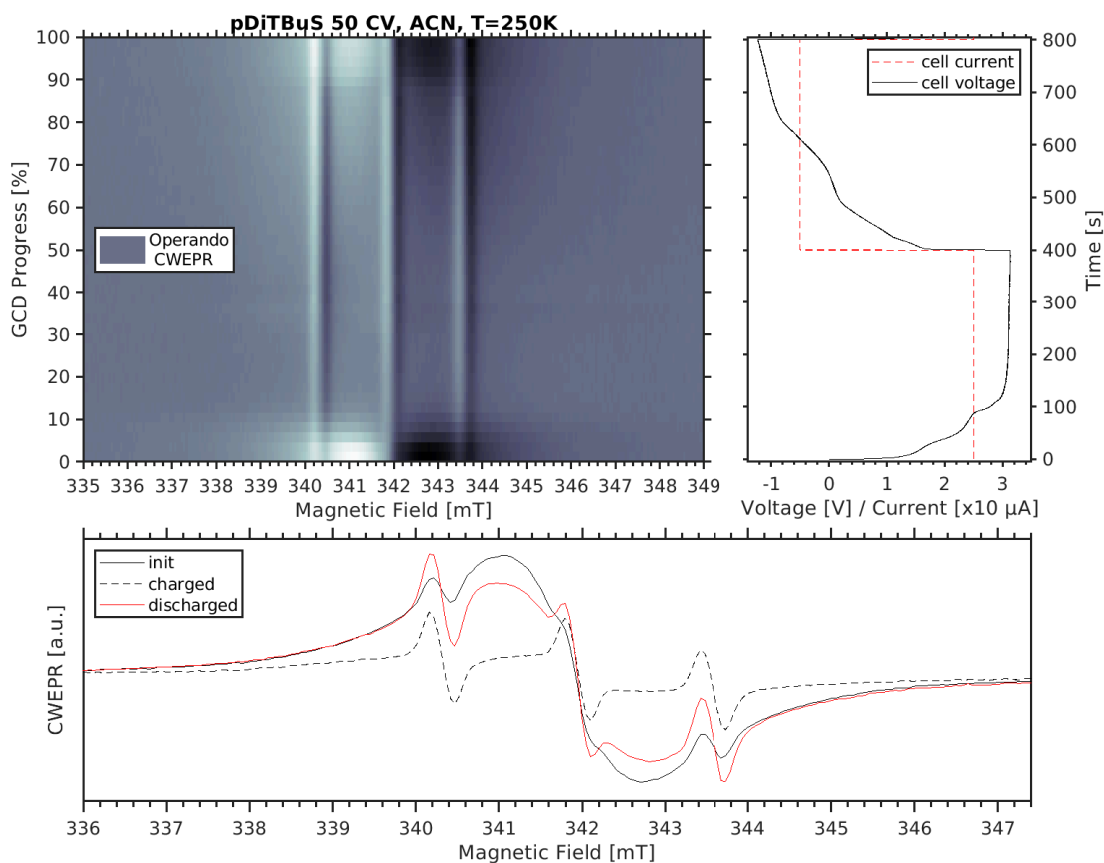 pDiTBuS 50 CV, ACN, T=250K
100
90
80
70
60
50
40
30
20
10
0
GCD Progress [%]
Operando
CWEPR
335 336 337 338 339 340 341 342 343 344 345 346 347 348 349
Magnetic Field [mT]
cell current
cell voltage
800
700
600
500
400
300
200
100
0
Time [s]
-1 0 1 2 3
Voltage [V] / Current [x10 µA]
init
charged
discharged
CWEPR [a.u.]
336 337 338 339 340 341 342 343 344 345 346 347
Magnetic Field [mT]